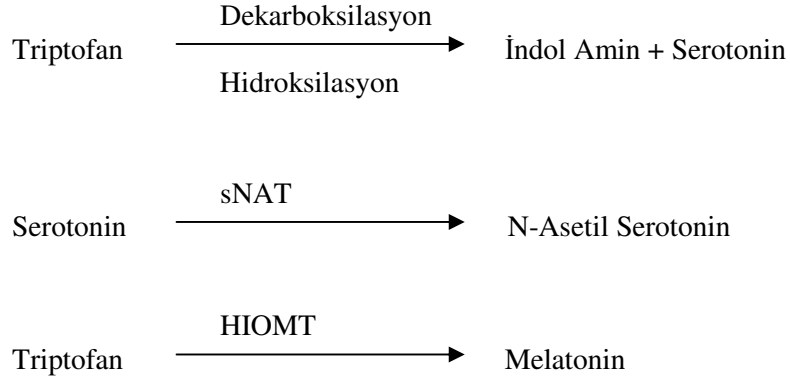 Dekarboksilasyon
Triptofan İndol Amin + Serotonin
Hidroksilasyon
sNAT
Serotonin N-Asetil Serotonin
HIOMT
Triptofan Melatonin